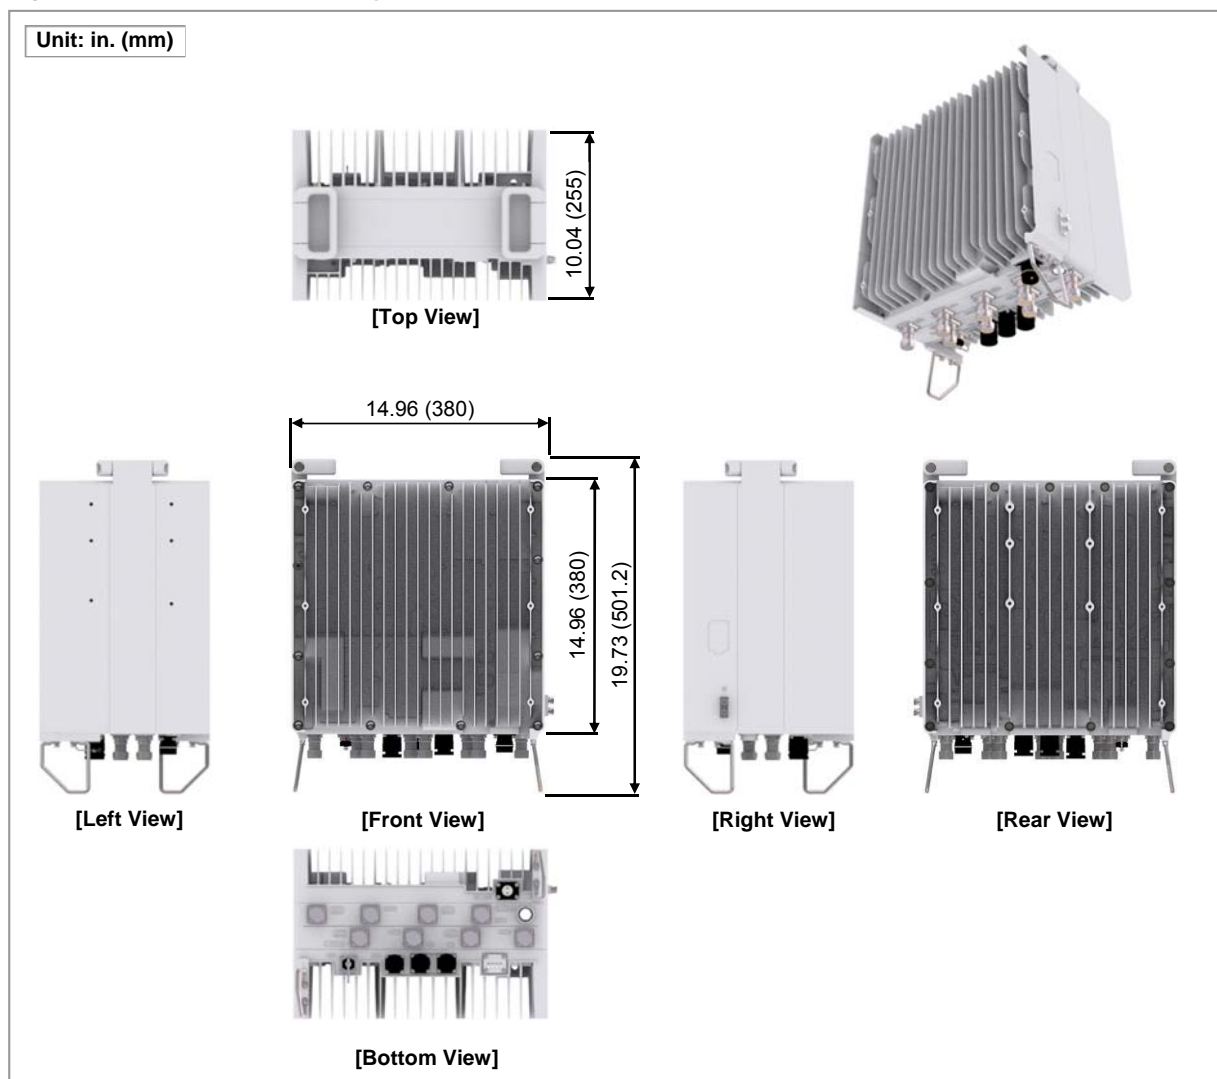 Unit: in. (mm)
10.04 (255)
[Top View]
14.96 (380)
14.96 (380)
19.73 (501.2)
[Left View]
[Front View]
[Right View]
[Rear View]
[Bottom View]